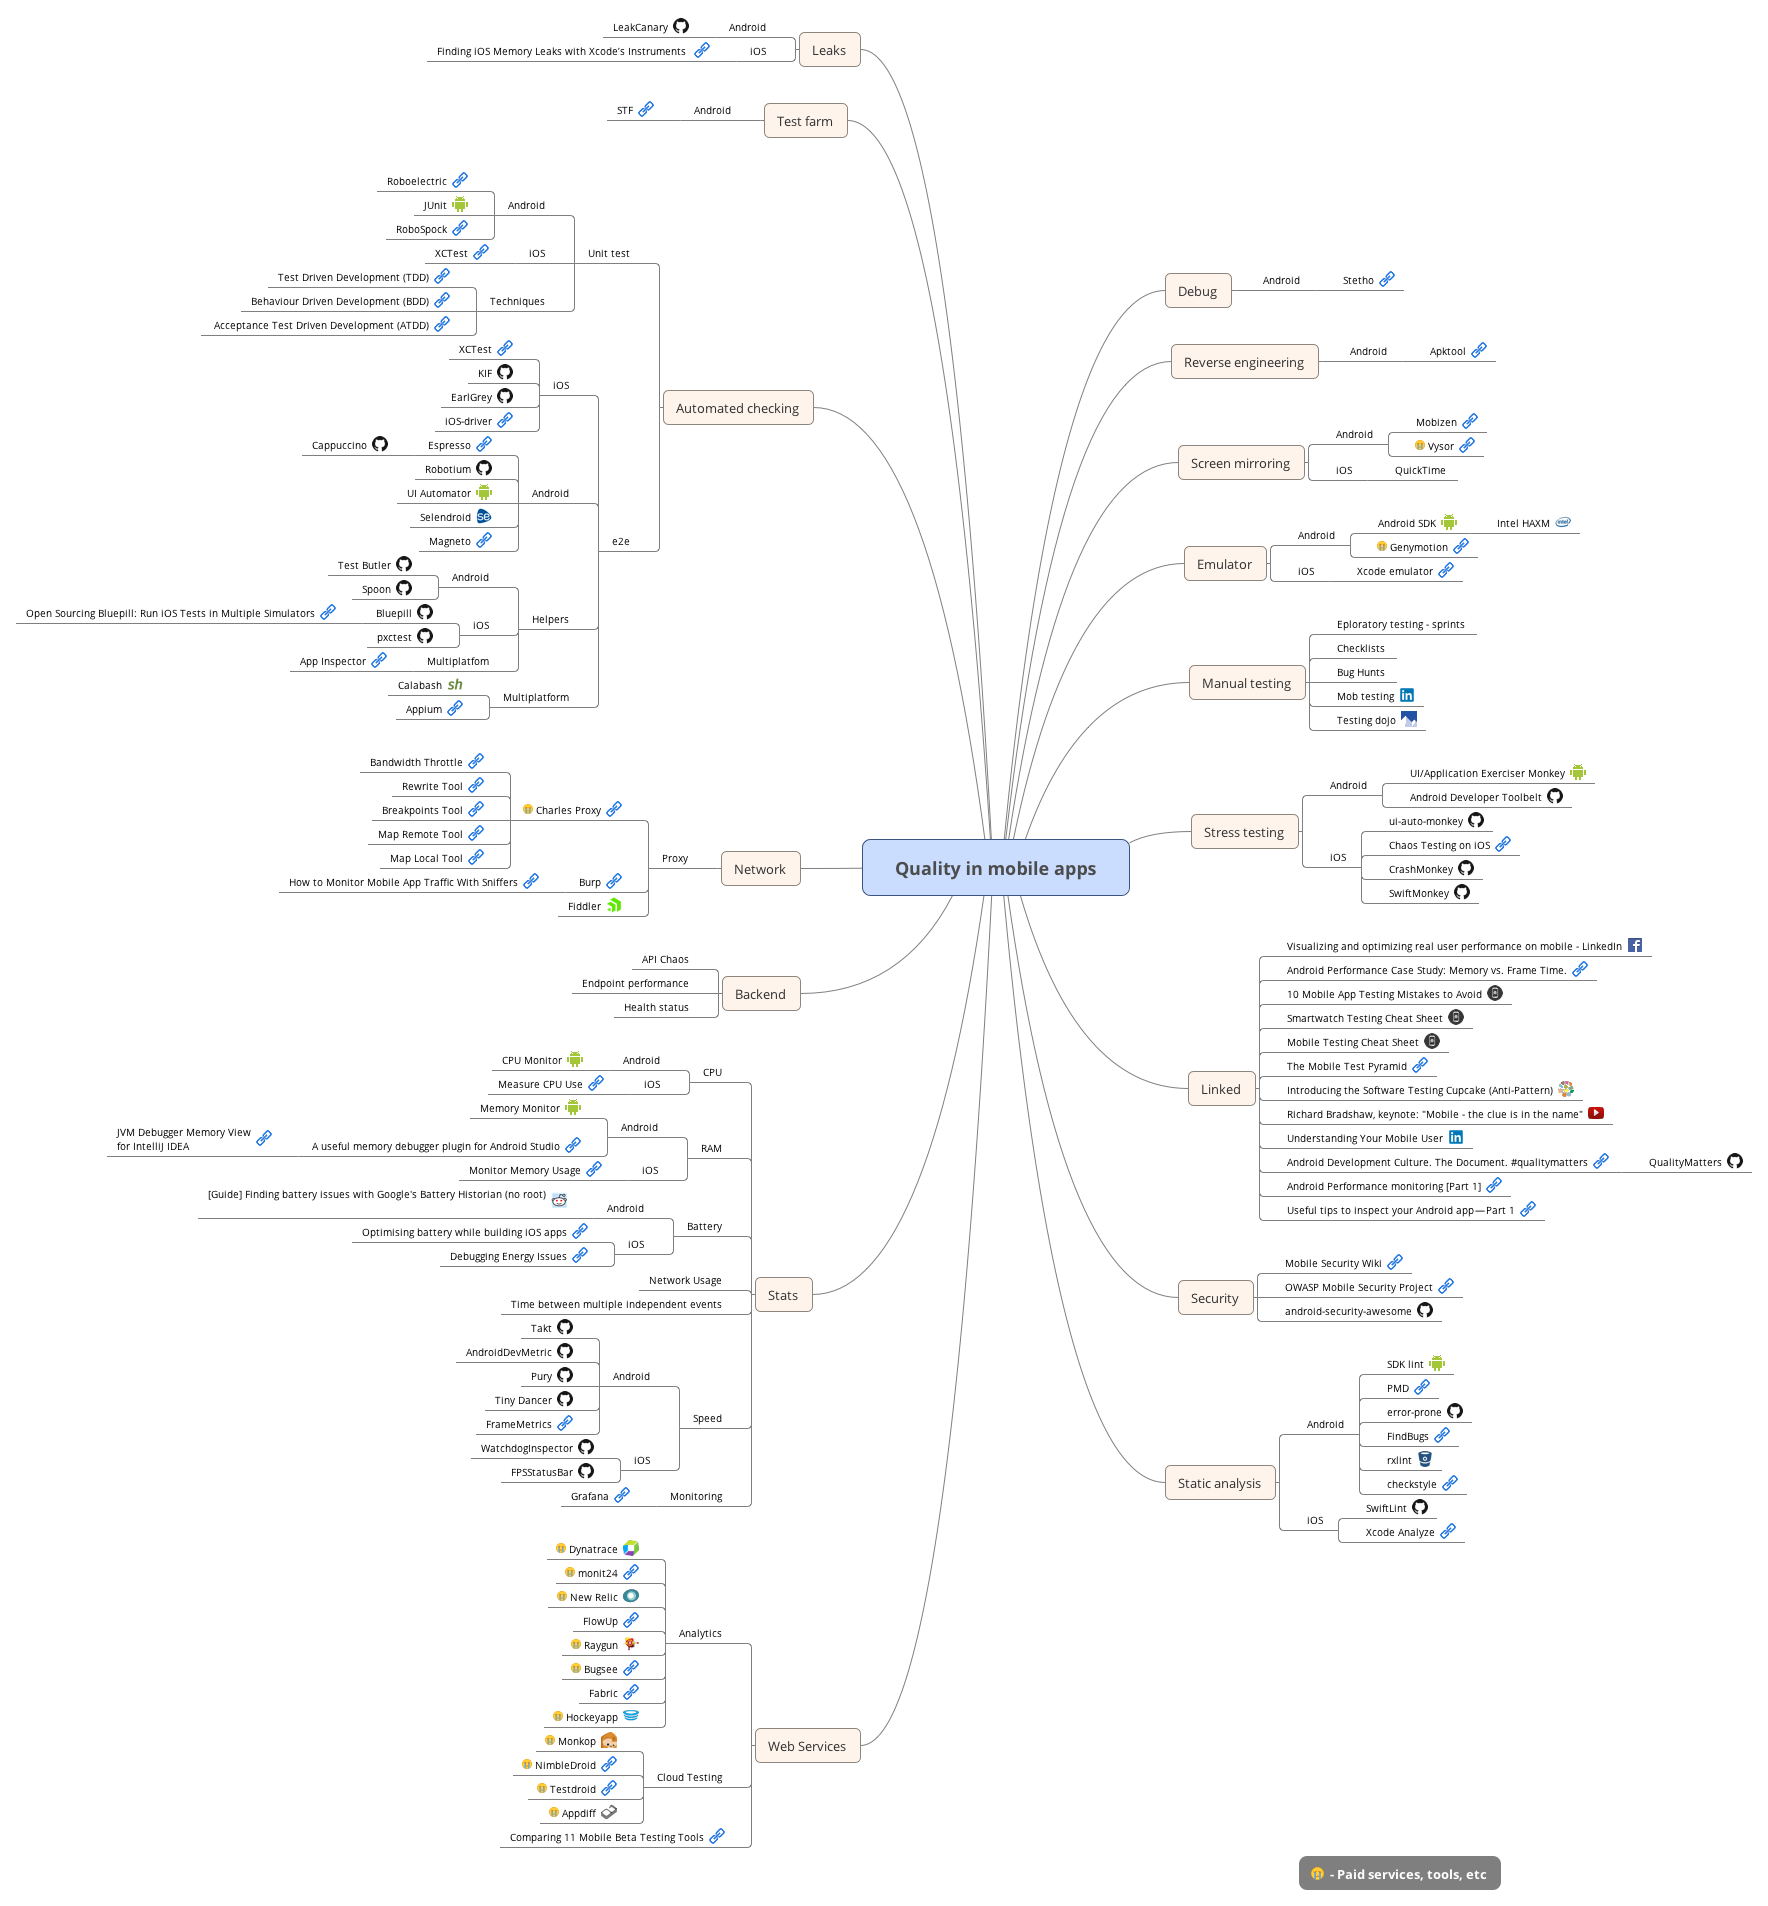 Quality in mobile apps
Leaks
Android
LeakCanary
iOS
Finding iOS Memory Leaks with Xcode's Instruments
Test farm
Android
STF
Automated checking
Unit test
Android
Roboelectric
JUnit
RoboSpock
iOS
XCTest
Techniques
Test Driven Development (TDD)
Behaviour Driven Development (BDD)
Acceptance Test Driven Development (ATDD)
e2e
iOS
XCTest
KIF
EarlGrey
iOS-driver
Android
Espresso
Cappuccino
Robotium
UI Automator
Selendroid
Se
Magneto
Helpers
Android
Test Butler
Spoon
iOS
Bluepill
Open Sourcing Bluepill: Run iOS Tests in Multiple Simulators
pxctest
Multiplatfom
App Inspector
Multiplatform
Calabash
sh
Appium
Network
Proxy
Charles Proxy
Bandwidth Throttle
Rewrite Tool
Breakpoints Tool
Map Remote Tool
Map Local Tool
Burp
How to Monitor Mobile App Traffic With Sniffers
Fiddler
Backend
API Chaos
Endpoint performance
Health status
Stats
CPU
Android
CPU Monitor
iOS
Measure CPU Use
RAM
Android
Memory Monitor
A useful memory debugger plugin for Android Studio
JVM Debugger Memory View
for IntelliJ IDEA
iOS
Monitor Memory Usage
Battery
Android
[Guide] Finding battery issues with Google's Battery Historian (no root)
iOS
Optimising battery while building iOS apps
Debugging Energy Issues
Network Usage
Time between multiple independent events
Speed
Android
Takt
AndroidDevMetric
Pury
Tiny Dancer
FrameMetrics
iOS
WatchdogInspector
FPSStatusBar
Monitoring
Grafana
Web Services
Analytics
Dynatrace
monit24
New Relic
FlowUp
Raygun
Bugsee
Fabric
Hockeyapp
Cloud Testing
Monkop
NimbleDroid
Testdroid
Appdiff
Comparing 11 Mobile Beta Testing Tools
Debug
Android
Stetho
Reverse engineering
Android
Apktool
Screen mirroring
Android
Mobizen
Vysor
iOS
QuickTime
Emulator
Android
Android SDK
Intel HAXM
intel
Genymotion
iOS
Xcode emulator
Manual testing
Eploratory testing - sprints
Checklists
Bug Hunts
Mob testing
in
Testing dojo
Stress testing
Android
UI/Application Exerciser Monkey
Android Developer Toolbelt
iOS
ui-auto-monkey
Chaos Testing on iOS
CrashMonkey
SwiftMonkey
Linked
Visualizing and optimizing real user performance on mobile - LinkedIn
f
Android Performance Case Study: Memory vs. Frame Time.
10 Mobile App Testing Mistakes to Avoid
Smartwatch Testing Cheat Sheet
Mobile Testing Cheat Sheet
The Mobile Test Pyramid
Introducing the Software Testing Cupcake (Anti-Pattern)
Richard Bradshaw, keynote: "Mobile - the clue is in the name"
Understanding Your Mobile User
in
Android Development Culture. The Document. #qualitymatters
QualityMatters
Android Performance monitoring [Part 1]
Useful tips to inspect your Android app—Part 1
Security
Mobile Security Wiki
OWASP Mobile Security Project
android-security-awesome
Static analysis
Android
SDK lint
PMD
error-prone
FindBugs
rxlint
checkstyle
iOS
SwiftLint
Xcode Analyze
- Paid services, tools, etc